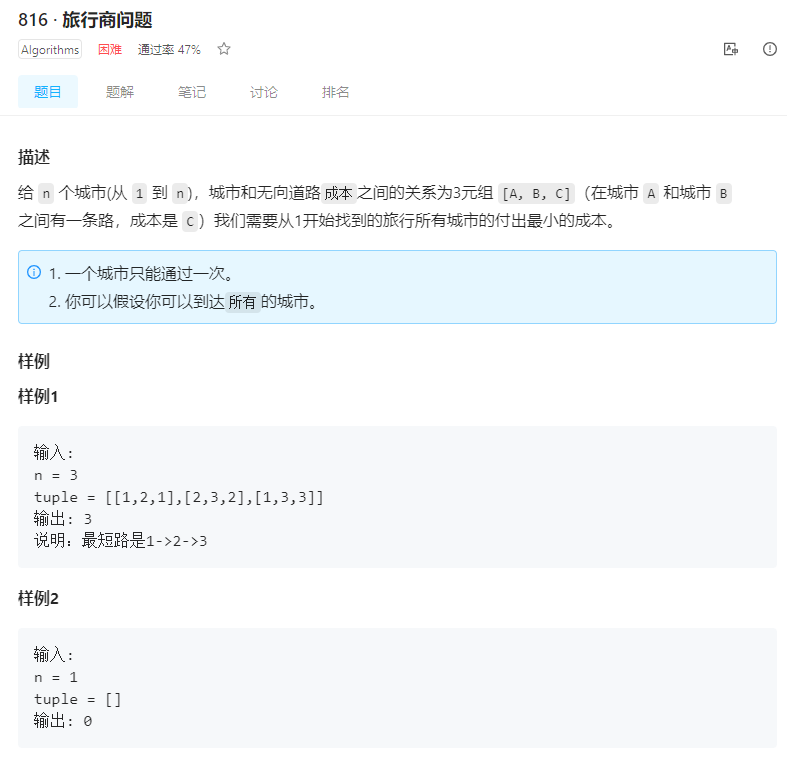 816 · 旅行商问题
Algorithms 困难 通过率 47%
题目 题解 笔记 讨论 排名
描述
给 n 个城市(从 1 到 n)，城市和无向道路成本之间的关系为3元组 [A, B, C]（在城市 A 和城市 B
之间有一条路，成本是 C）我们需要从1开始找到的旅行所有城市的付出最小的成本。
1. 一个城市只能通过一次。
2. 你可以假设你可以到达所有的城市。
样例
样例1
输入:
n = 3
tuple = [[1,2,1],[2,3,2],[1,3,3]]
输出: 3
说明：最短路是1->2->3
样例2
输入:
n = 1
tuple = []
输出: 0